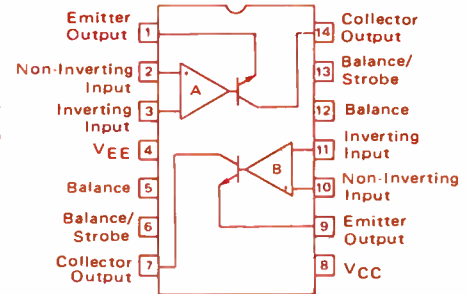 Emitter
Output
1
Non-Inverting
Input
2
Inverting
Input
3
VEE
4
Balance
5
Balance/
Strobe
6
Collector
Output
7
A
B
14
Collector
Output
13
Balance/
Strobe
12
Balance
11
Inverting
Input
10
Non-Inverting
Input
9
Emitter
Output
8
VCC